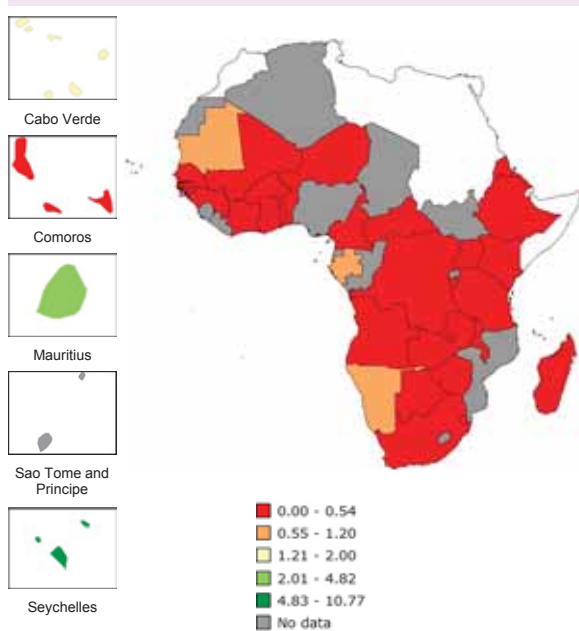 Cabo Verde
Comoros
Mauritius
Sao Tome and
Principe
Seychelles
0.00 - 0.54
0.55 - 1.20
1.21 - 2.00
2.01 - 4.82
4.83 - 10.77
No data